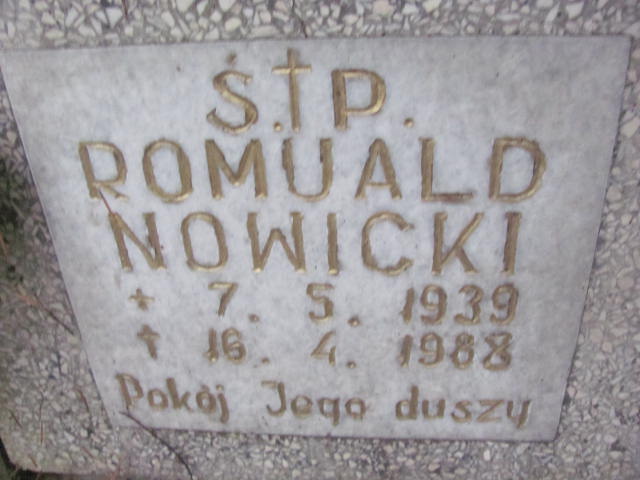 Ś.†P.
ROMUALD
NOWICKI
* 7. 5. 1939
† 16. 4. 1988
Pokój Jego duszy